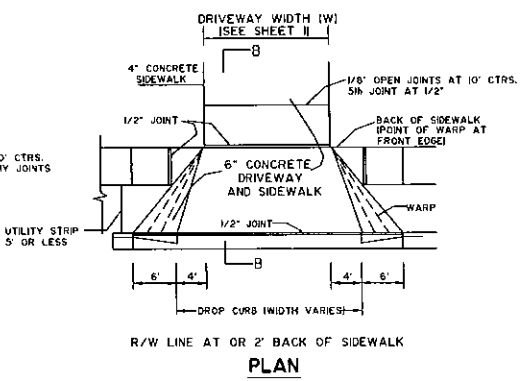 DRIVEWAY WIDTH (W)
(SEE SHEET 1)
B
4" CONCRETE
SIDEWALK
1/8" OPEN JOINTS AT 10' CTRS.
5th JOINT AT 1/2"
1/2" JOINT
BACK OF SIDEWALK
(POINT OF WARP AT
FRONT EDGE)
0' CTRS.
RY JOINTS
6" CONCRETE
DRIVEWAY
AND SIDEWALK
WARP
UTILITY STRIP
5' OR LESS
1/2" JOINT
B
6'
4'
4'
6'
DROP CURB (WIDTH VARIES)
R/W LINE AT OR 2' BACK OF SIDEWALK
PLAN